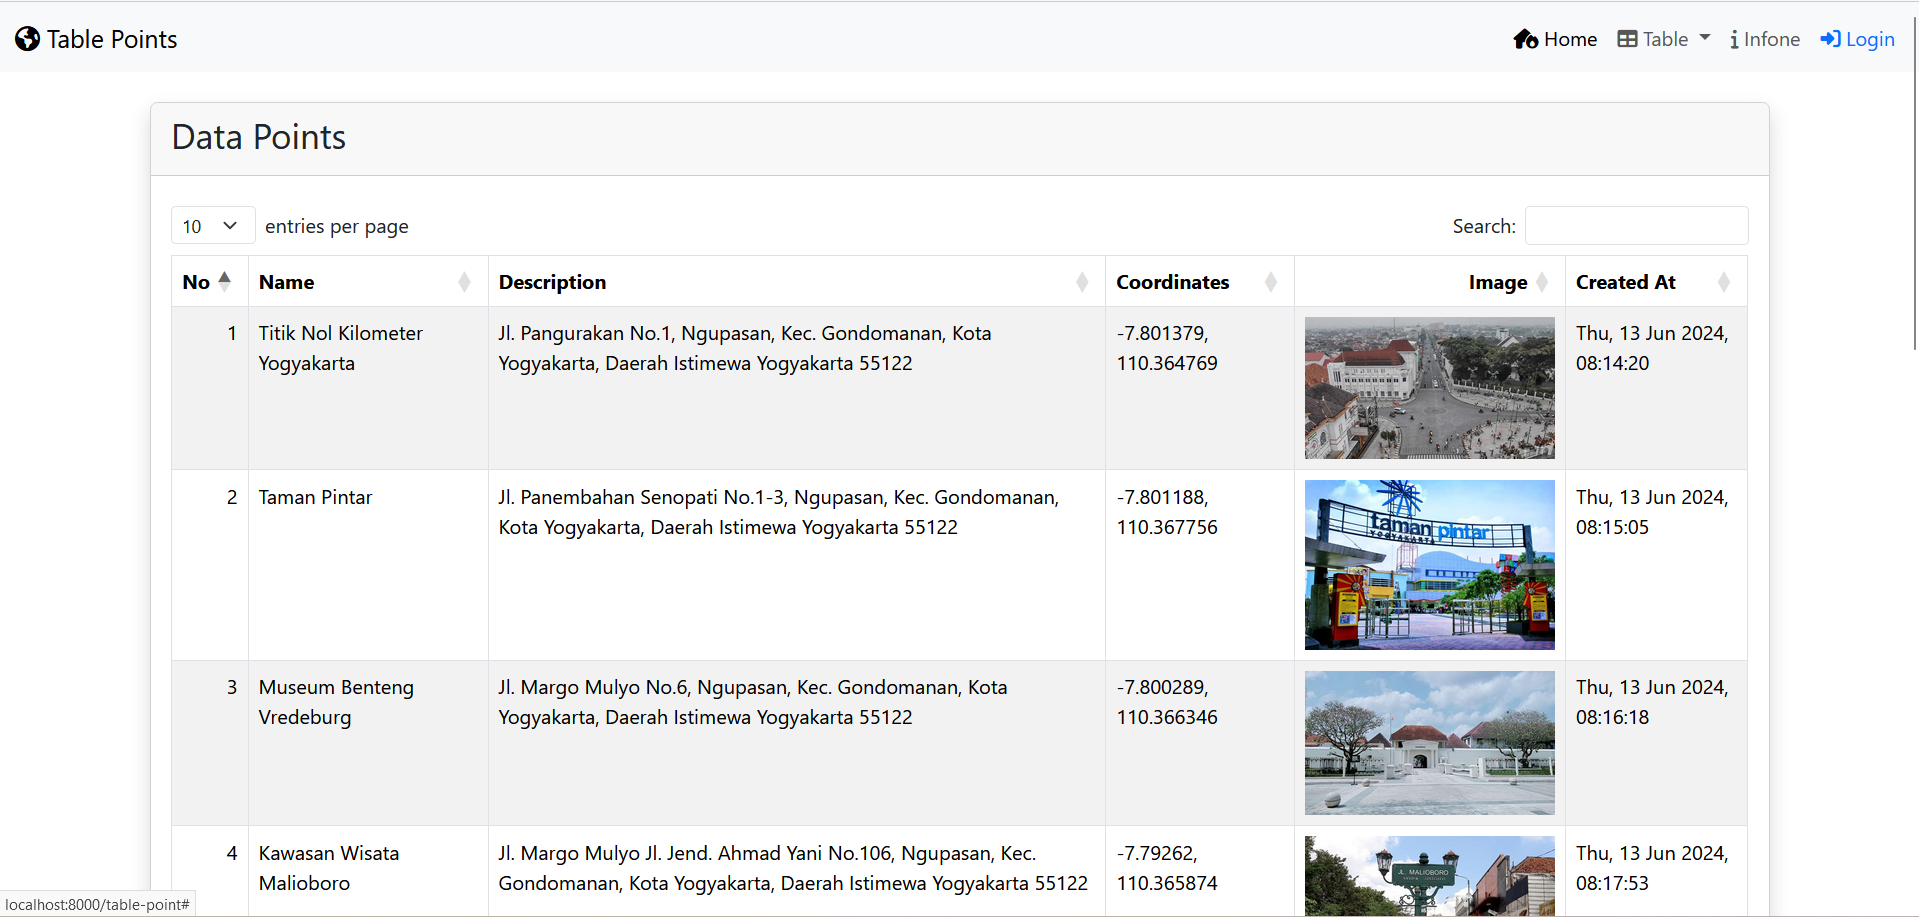 Table Points
Home
Table
Infone
Login
Data Points
10
entries per page
Search:
No
Name
Description
Coordinates
Image
Created At
1
Titik Nol Kilometer
Yogyakarta
Jl. Pangurakan No.1, Ngupasan, Kec. Gondomanan, Kota
Yogyakarta, Daerah Istimewa Yogyakarta 55122
-7.801379,
110.364769
Thu, 13 Jun 2024,
08:14:20
2
Taman Pintar
Jl. Panembahan Senopati No.1-3, Ngupasan, Kec. Gondomanan,
Kota Yogyakarta, Daerah Istimewa Yogyakarta 55122
-7.801188,
110.367756
taman pintar
YOGYAKARTA
Thu, 13 Jun 2024,
08:15:05
3
Museum Benteng
Vredeburg
Jl. Margo Mulyo No.6, Ngupasan, Kec. Gondomanan, Kota
Yogyakarta, Daerah Istimewa Yogyakarta 55122
-7.800289,
110.366346
Thu, 13 Jun 2024,
08:16:18
4
Kawasan Wisata
Malioboro
Jl. Margo Mulyo Jl. Jend. Ahmad Yani No.106, Ngupasan, Kec.
Gondomanan, Kota Yogyakarta, Daerah Istimewa Yogyakarta 55122
-7.79262,
110.365874
JL. MALIOBORO
Thu, 13 Jun 2024,
08:17:53
localhost:8000/table-point#